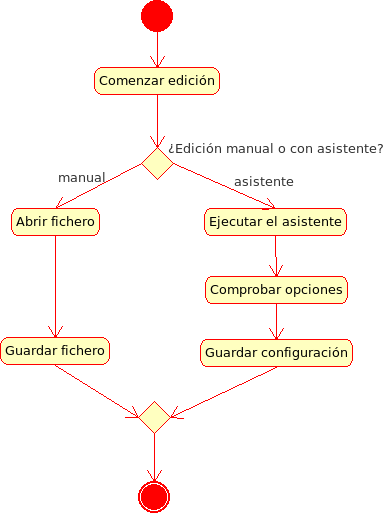 Comenzar edición
¿Edición manual o con asistente?
manual
asistente
Abrir fichero
Ejecutar el asistente
Comprobar opciones
Guardar fichero
Guardar configuración